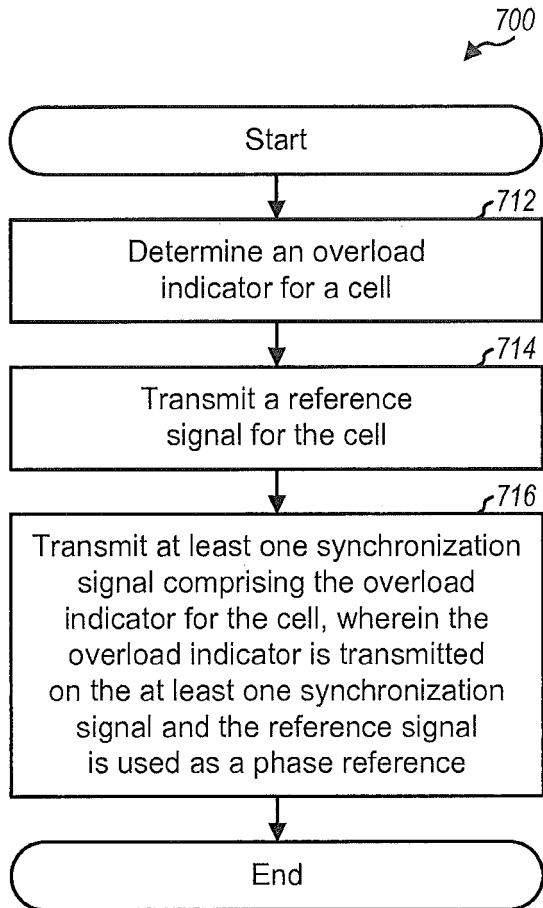 700
Start
712
Determine an overload
indicator for a cell
714
Transmit a reference
signal for the cell
716
Transmit at least one synchronization
signal comprising the overload
indicator for the cell, wherein the
overload indicator is transmitted
on the at least one synchronization
signal and the reference signal
is used as a phase reference
End